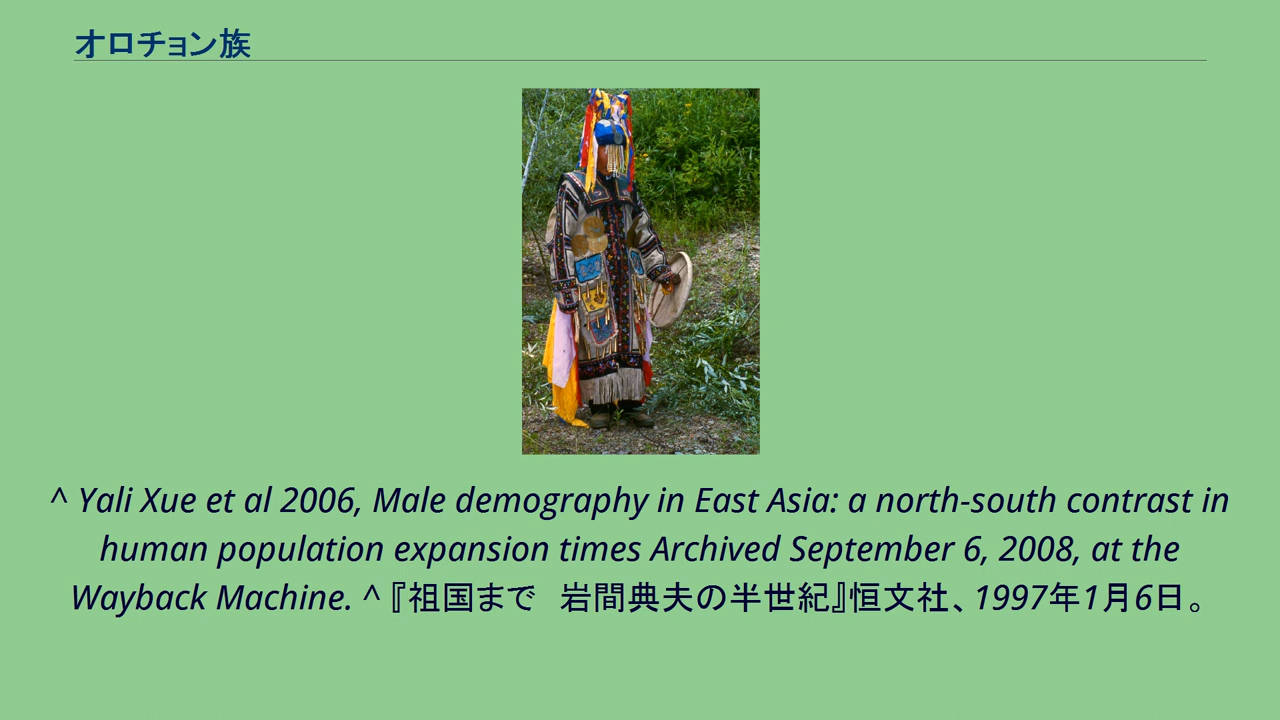 オロチョン族
^ Yali Xue et al 2006, Male demography in East Asia: a north-south contrast in
human population expansion times Archived September 6, 2008, at the
Wayback Machine. ^『祖国まで　岩間典夫の半世紀』恒文社、1997年1月6日。